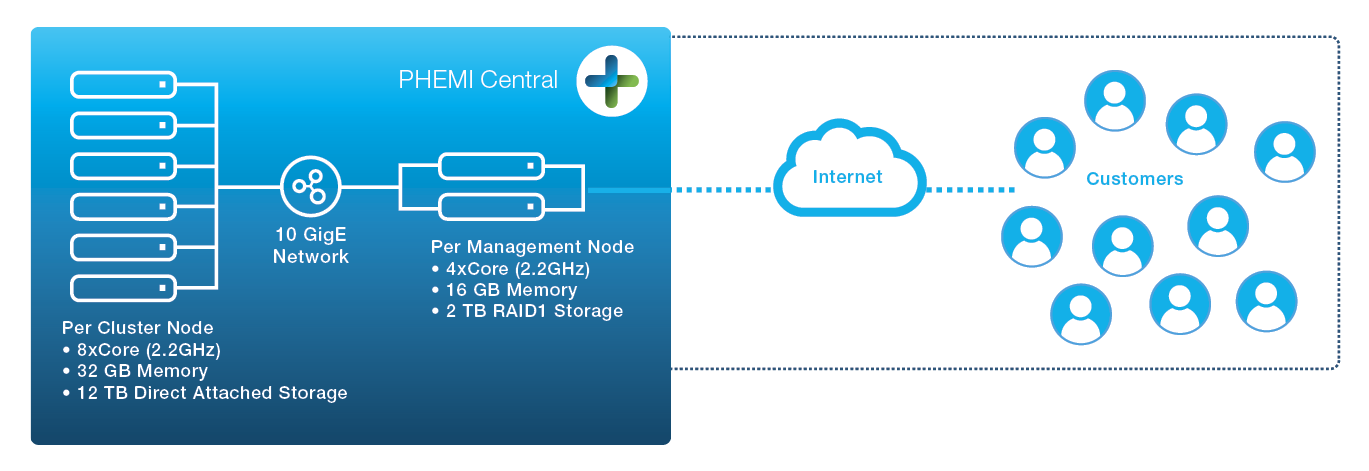 PHEMI Central
10 GigE
Network
Per Management Node
• 4xCore (2.2GHz)
• 16 GB Memory
• 2 TB RAID1 Storage
Per Cluster Node
• 8xCore (2.2GHz)
• 32 GB Memory
• 12 TB Direct Attached Storage
Internet
Customers